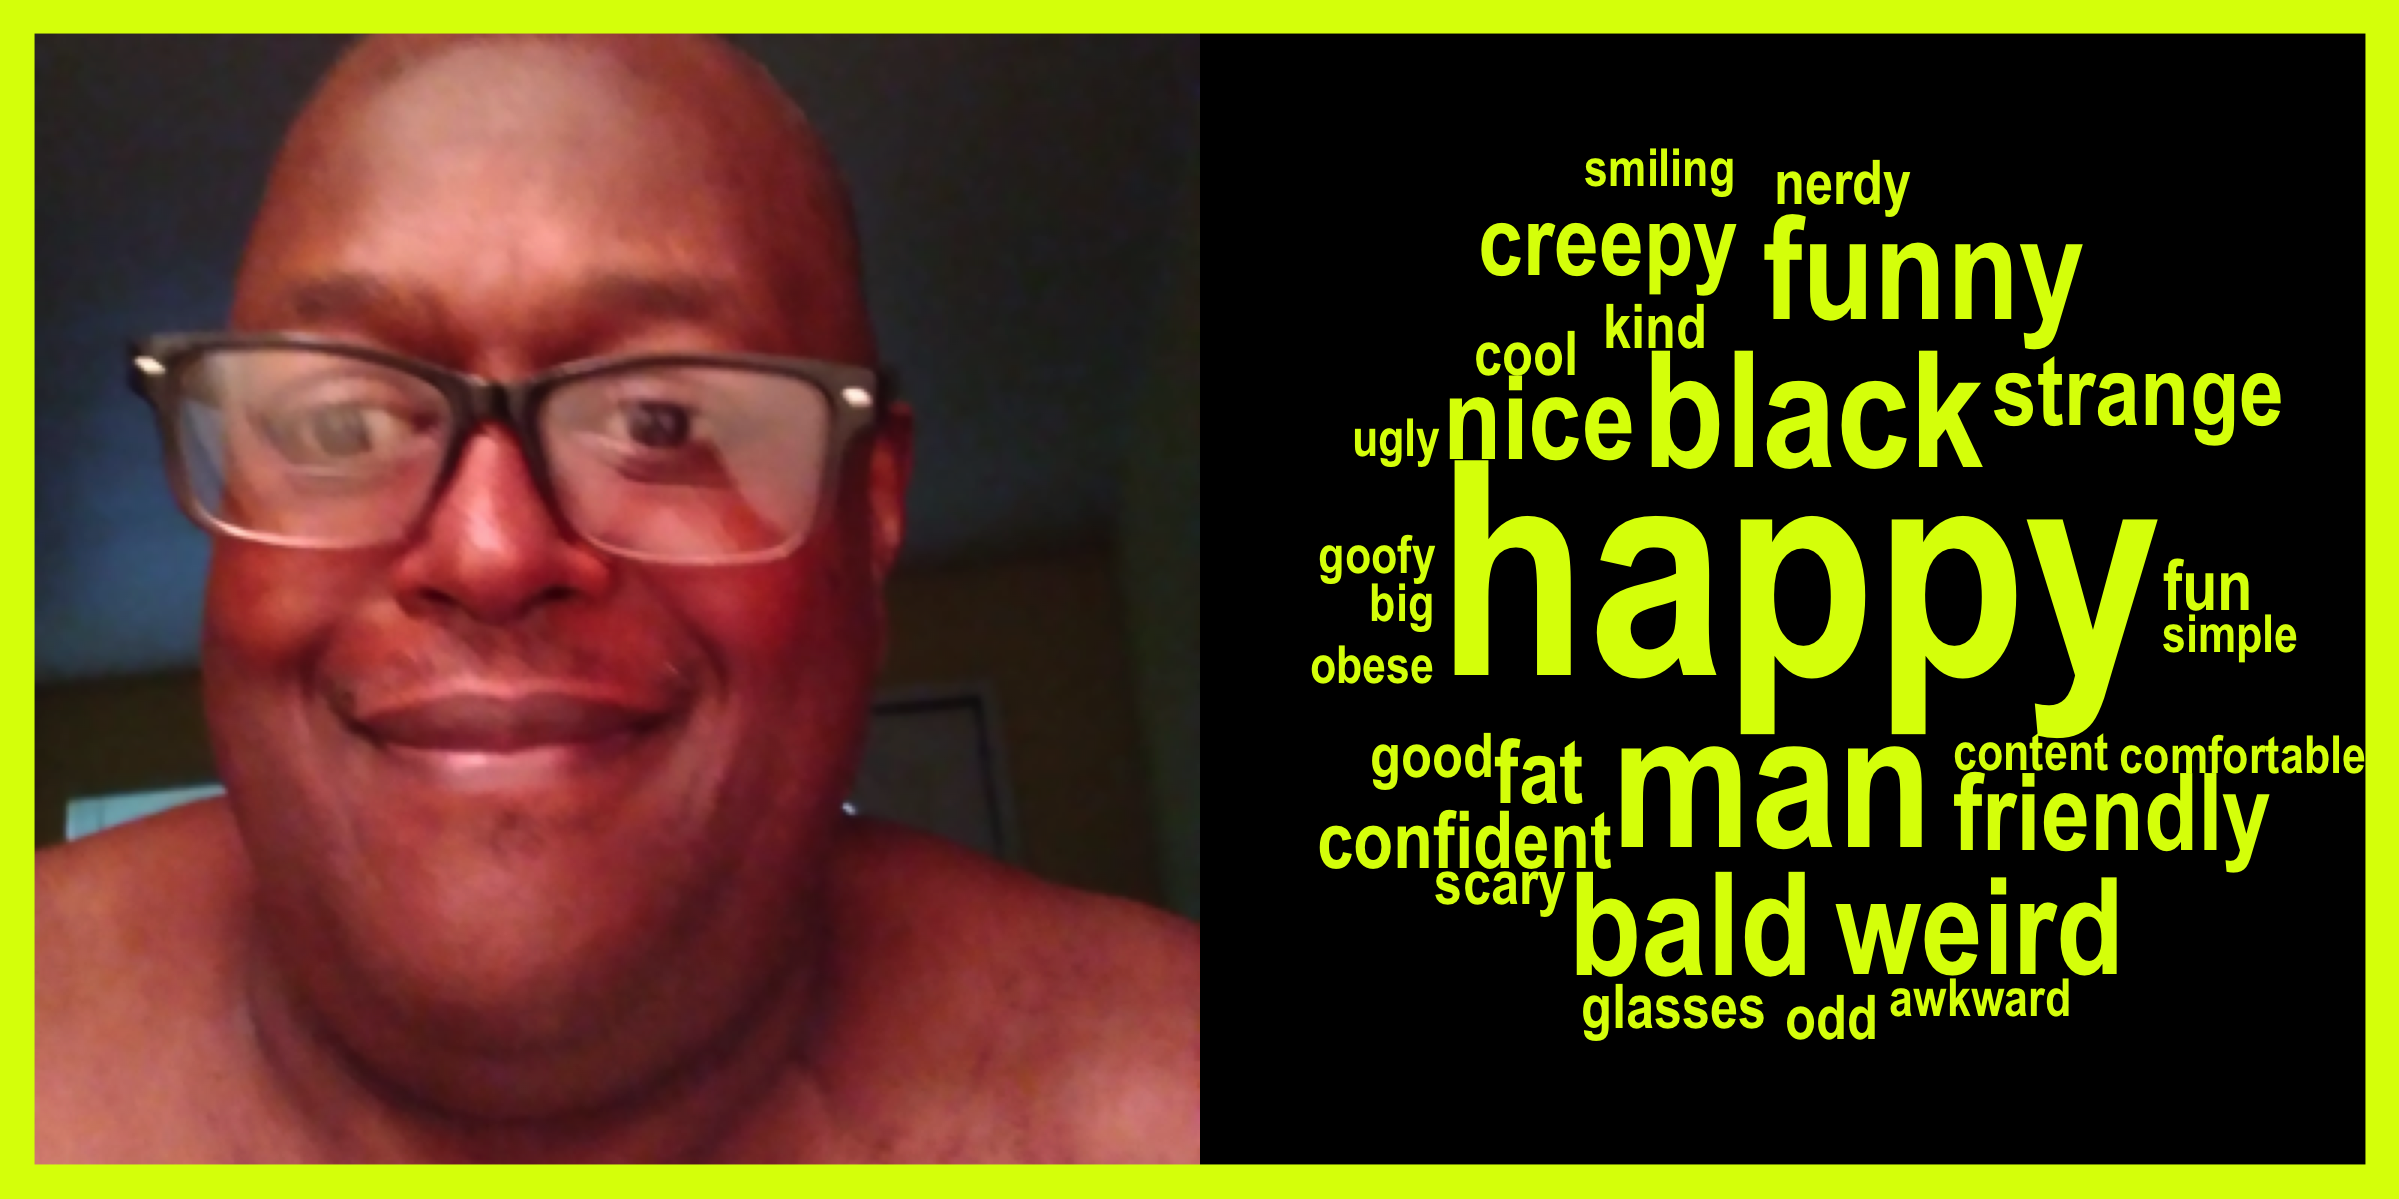 smiling nerdy
creepy funny
kind
cool
nice black strange
ugly
happy
goofy
big
fun
simple
obese
good fat man content comfortable
friendly
confident
scary
bald weird
glasses odd awkward